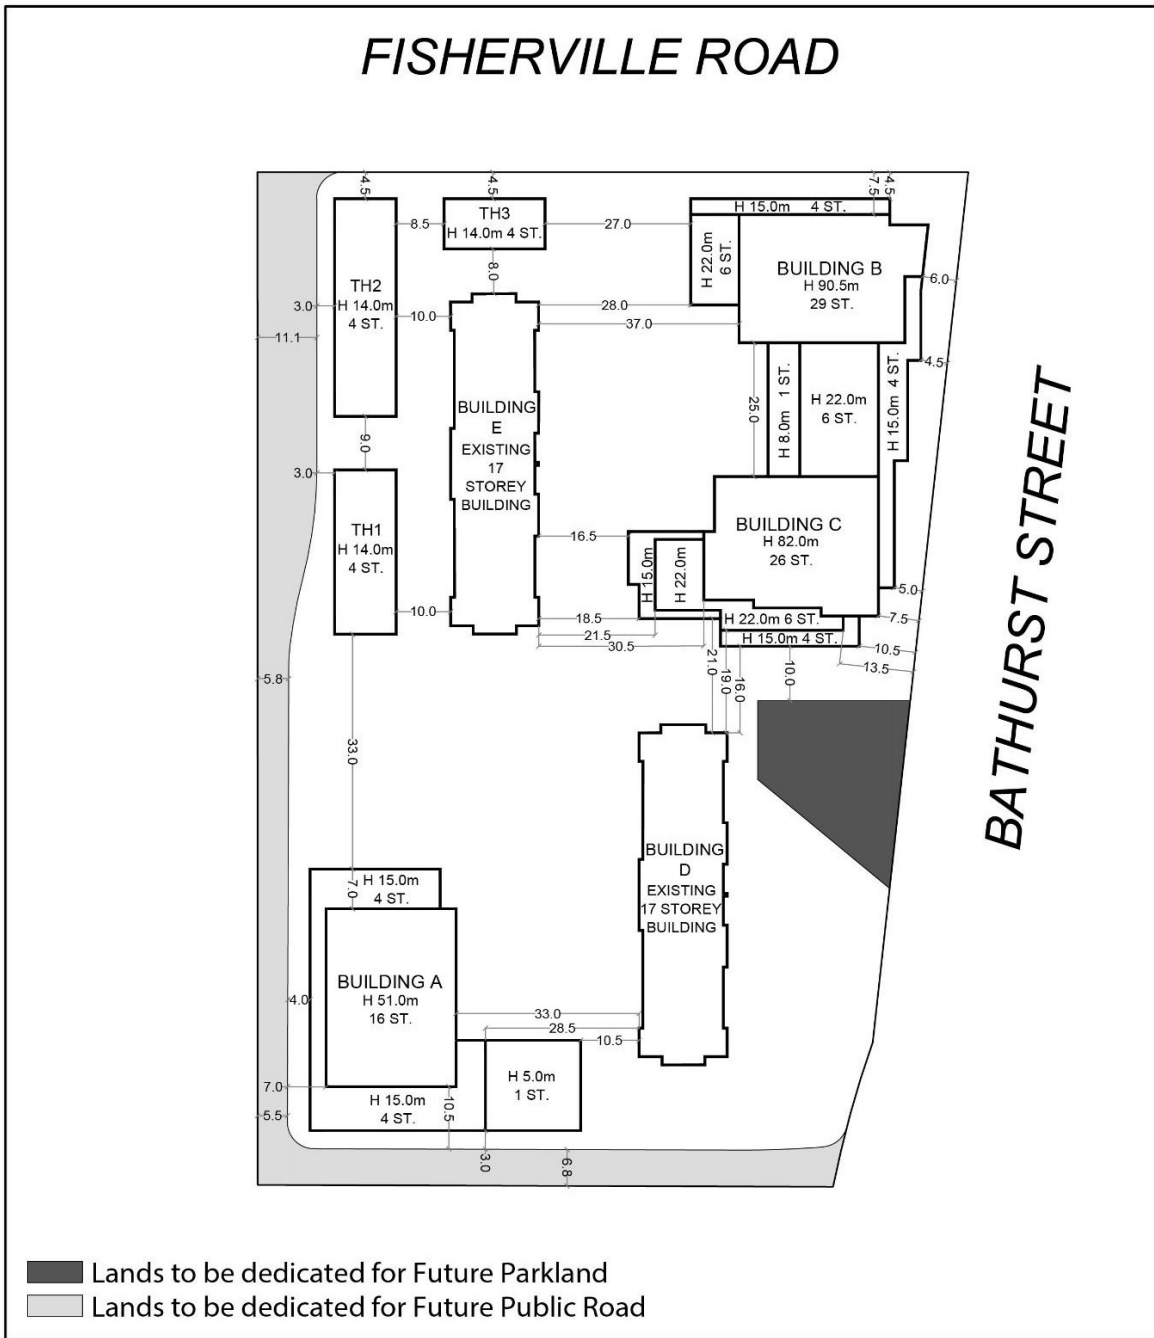 FISHERVILLE ROAD
4.5
4.5
7.5
4.5
TH3
H 14.0m 4 ST.
8.5
27.0
H 15.0m 4 ST.
H 22.0m
6 ST.
BUILDING B
H 90.5m
29 ST.
6.0
8.0
TH2
H 14.0m
4 ST.
3.0
11.1
10.0
28.0
37.0
4.5
9.0
BUILDING
E
EXISTING
17
STOREY
BUILDING
25.0
H 8.0m 1 ST.
H 22.0m
6 ST.
H 15.0m 4 ST.
BATHURST STREET
3.0
TH1
H 14.0m
4 ST.
10.0
16.5
BUILDING C
H 82.0m
26 ST.
H 15.0m
H 22.0m
5.0
7.5
18.5
21.5
30.5
H 22.0m 6 ST.
H 15.0m 4 ST.
10.5
13.5
21.0
19.0
16.0
10.0
5.8
33.0
BUILDING
D
EXISTING
17 STOREY
BUILDING
H 15.0m
4 ST.
7.0
BUILDING A
H 51.0m
16 ST.
4.0
33.0
28.5
10.5
7.0
5.5
H 15.0m
4 ST.
10.5
H 5.0m
1 ST.
3.0
6.8
Lands to be dedicated for Future Parkland
Lands to be dedicated for Future Public Road